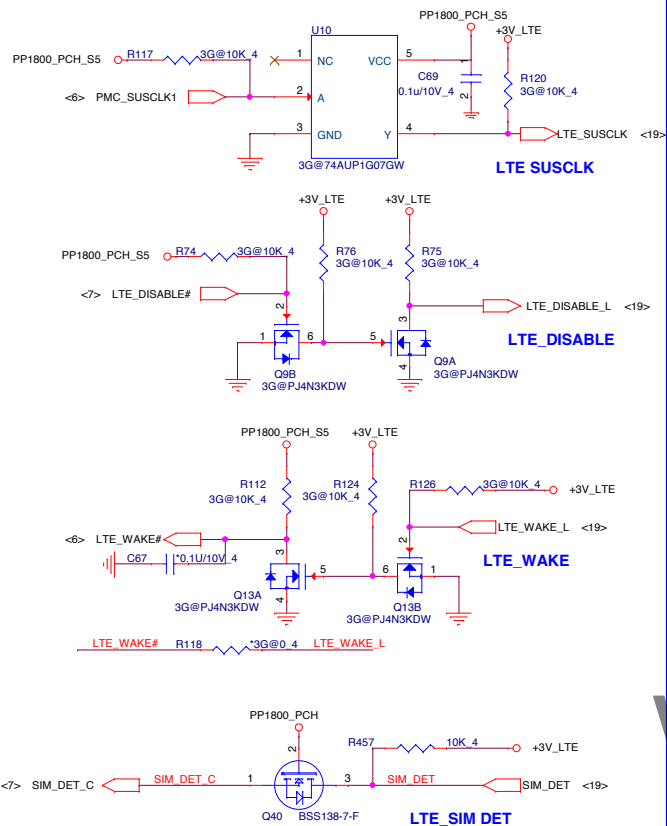 PP1800_PCH_S5
+3V_LTE
U10
PP1800_PCH_S5 R117 3G@10K_4
1 NC VCC 5
C69
0.1u/10V_4
1
2
R120
3G@10K_4
<6> PMC_SUSCLK1
2 A
3 GND Y 4
LTE_SUSCLK <19>
3G@74AUP1G07GW
LTE SUSCLK
+3V_LTE
+3V_LTE
R74 3G@10K_4
PP1800_PCH_S5
R76
3G@10K_4
R75
3G@10K_4
<7> LTE_DISABLE#
2
LTE_DISABLE_L <19>
3
1 6
5
LTE_DISABLE
4
Q9B
3G@PJ4N3KDW
Q9A
3G@PJ4N3KDW
PP1800_PCH_S5
+3V_LTE
R112
3G@10K_4
R124
3G@10K_4
R126 3G@10K_4
+3V_LTE
<6> LTE_WAKE#
LTE_WAKE_L <19>
C67 *0.1U/10V_4
3
2
LTE_WAKE
5
6 1
4
Q13A
3G@PJ4N3KDW
Q13B
3G@PJ4N3KDW
LTE_WAKE# R118 *3G@0_4 LTE_WAKE_L
PP1800_PCH
2
R457 10K_4
+3V_LTE
<7> SIM_DET_C SIM_DET_C 1 3 SIM_DET SIM_DET <19>
Q40 BSS138-7-F
LTE_SIM DET